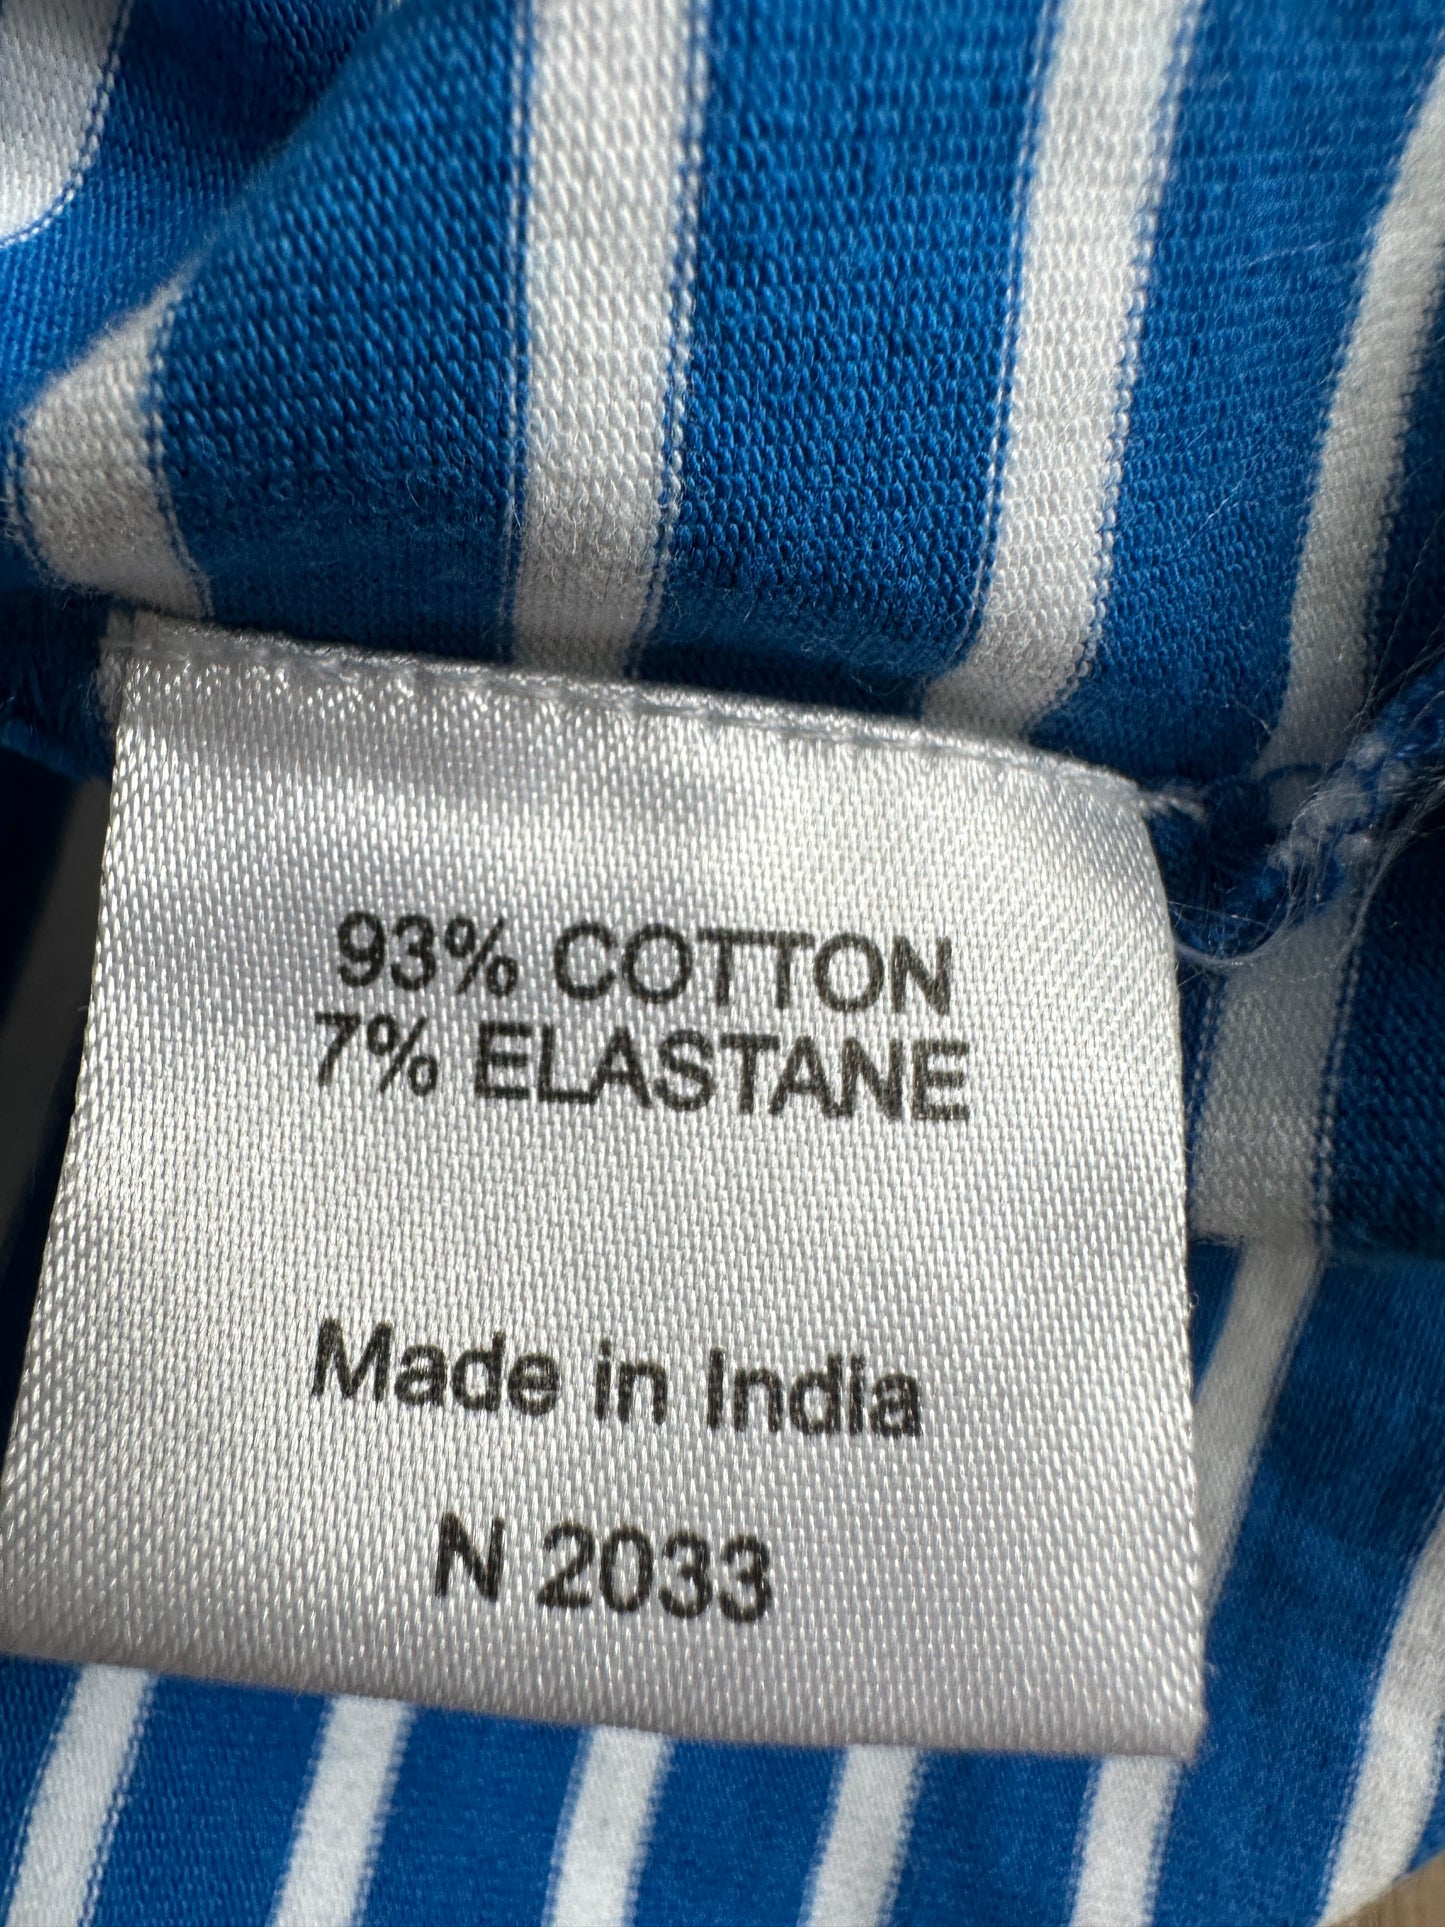 93% COTTON
7% ELASTANE
Made in India
N 2033